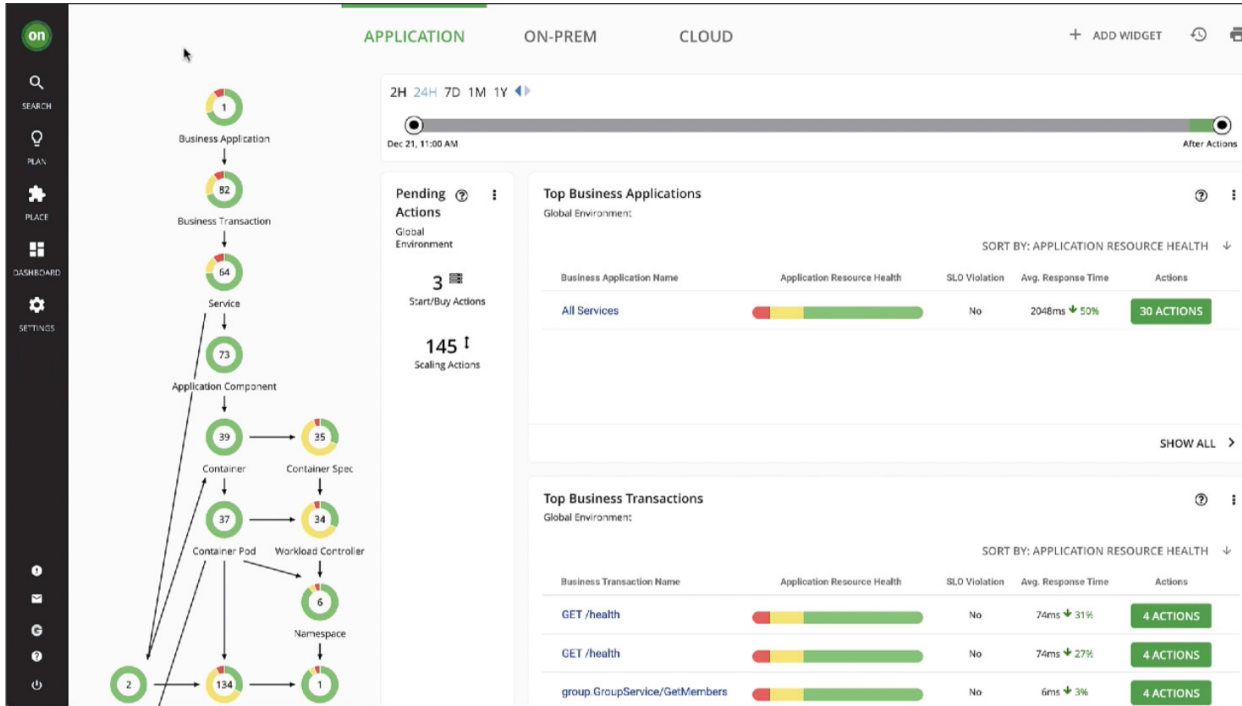 on
SEARCH
PLAN
PLACE
DASHBOARD
SETTINGS
APPLICATION
ON-PREM
CLOUD
+ ADD WIDGET
1
Business Application
82
Business Transaction
64
Service
73
Application Component
39
35
Container
Container Spec
37
34
Container Pod
Workload Controller
6
Namespace
2
134
1
2H 24H 7D 1M 1Y
Dec 21, 11:00 AM
After Actions
Pending
Actions
Global
Environment
3
Start/Buy Actions
145
Scaling Actions
Top Business Applications
Global Environment
SORT BY: APPLICATION RESOURCE HEALTH
Business Application Name Application Resource Health SLO Violation Avg. Response Time Actions
All Services No 2048ms 50% 30 ACTIONS
SHOW ALL
Top Business Transactions
Global Environment
SORT BY: APPLICATION RESOURCE HEALTH
Business Transaction Name Application Resource Health SLO Violation Avg. Response Time Actions
GET /health No 74ms 31% 4 ACTIONS
GET /health No 74ms 27% 4 ACTIONS
group.GroupService/GetMembers No 6ms 3% 4 ACTIONS